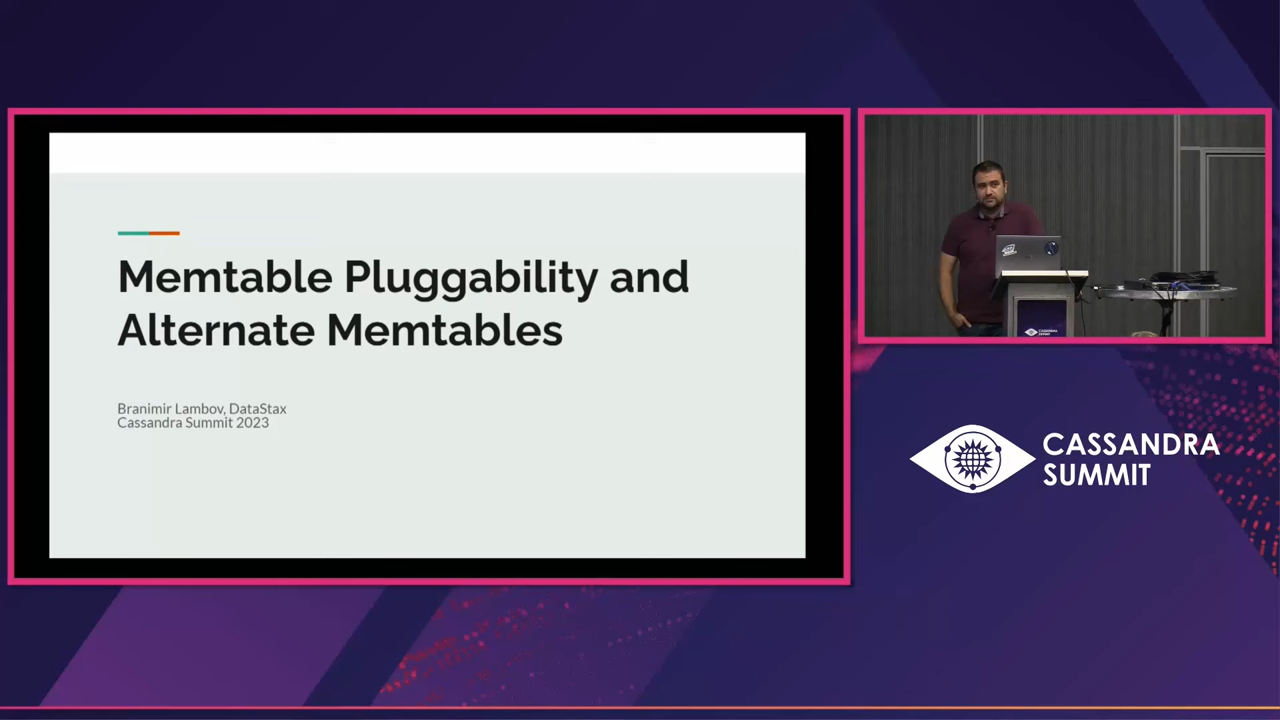 Memtable Pluggability and
Alternate Memtables
Branimir Lambov, DataStax
Cassandra Summit 2023
CASSANDRA
SUMMIT